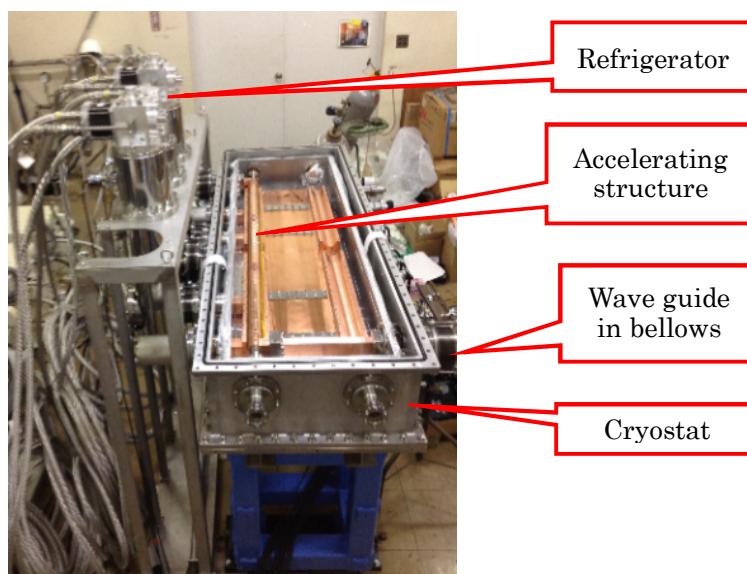 Refrigerator
Accelerating
structure
Wave guide
in bellows
Cryostat